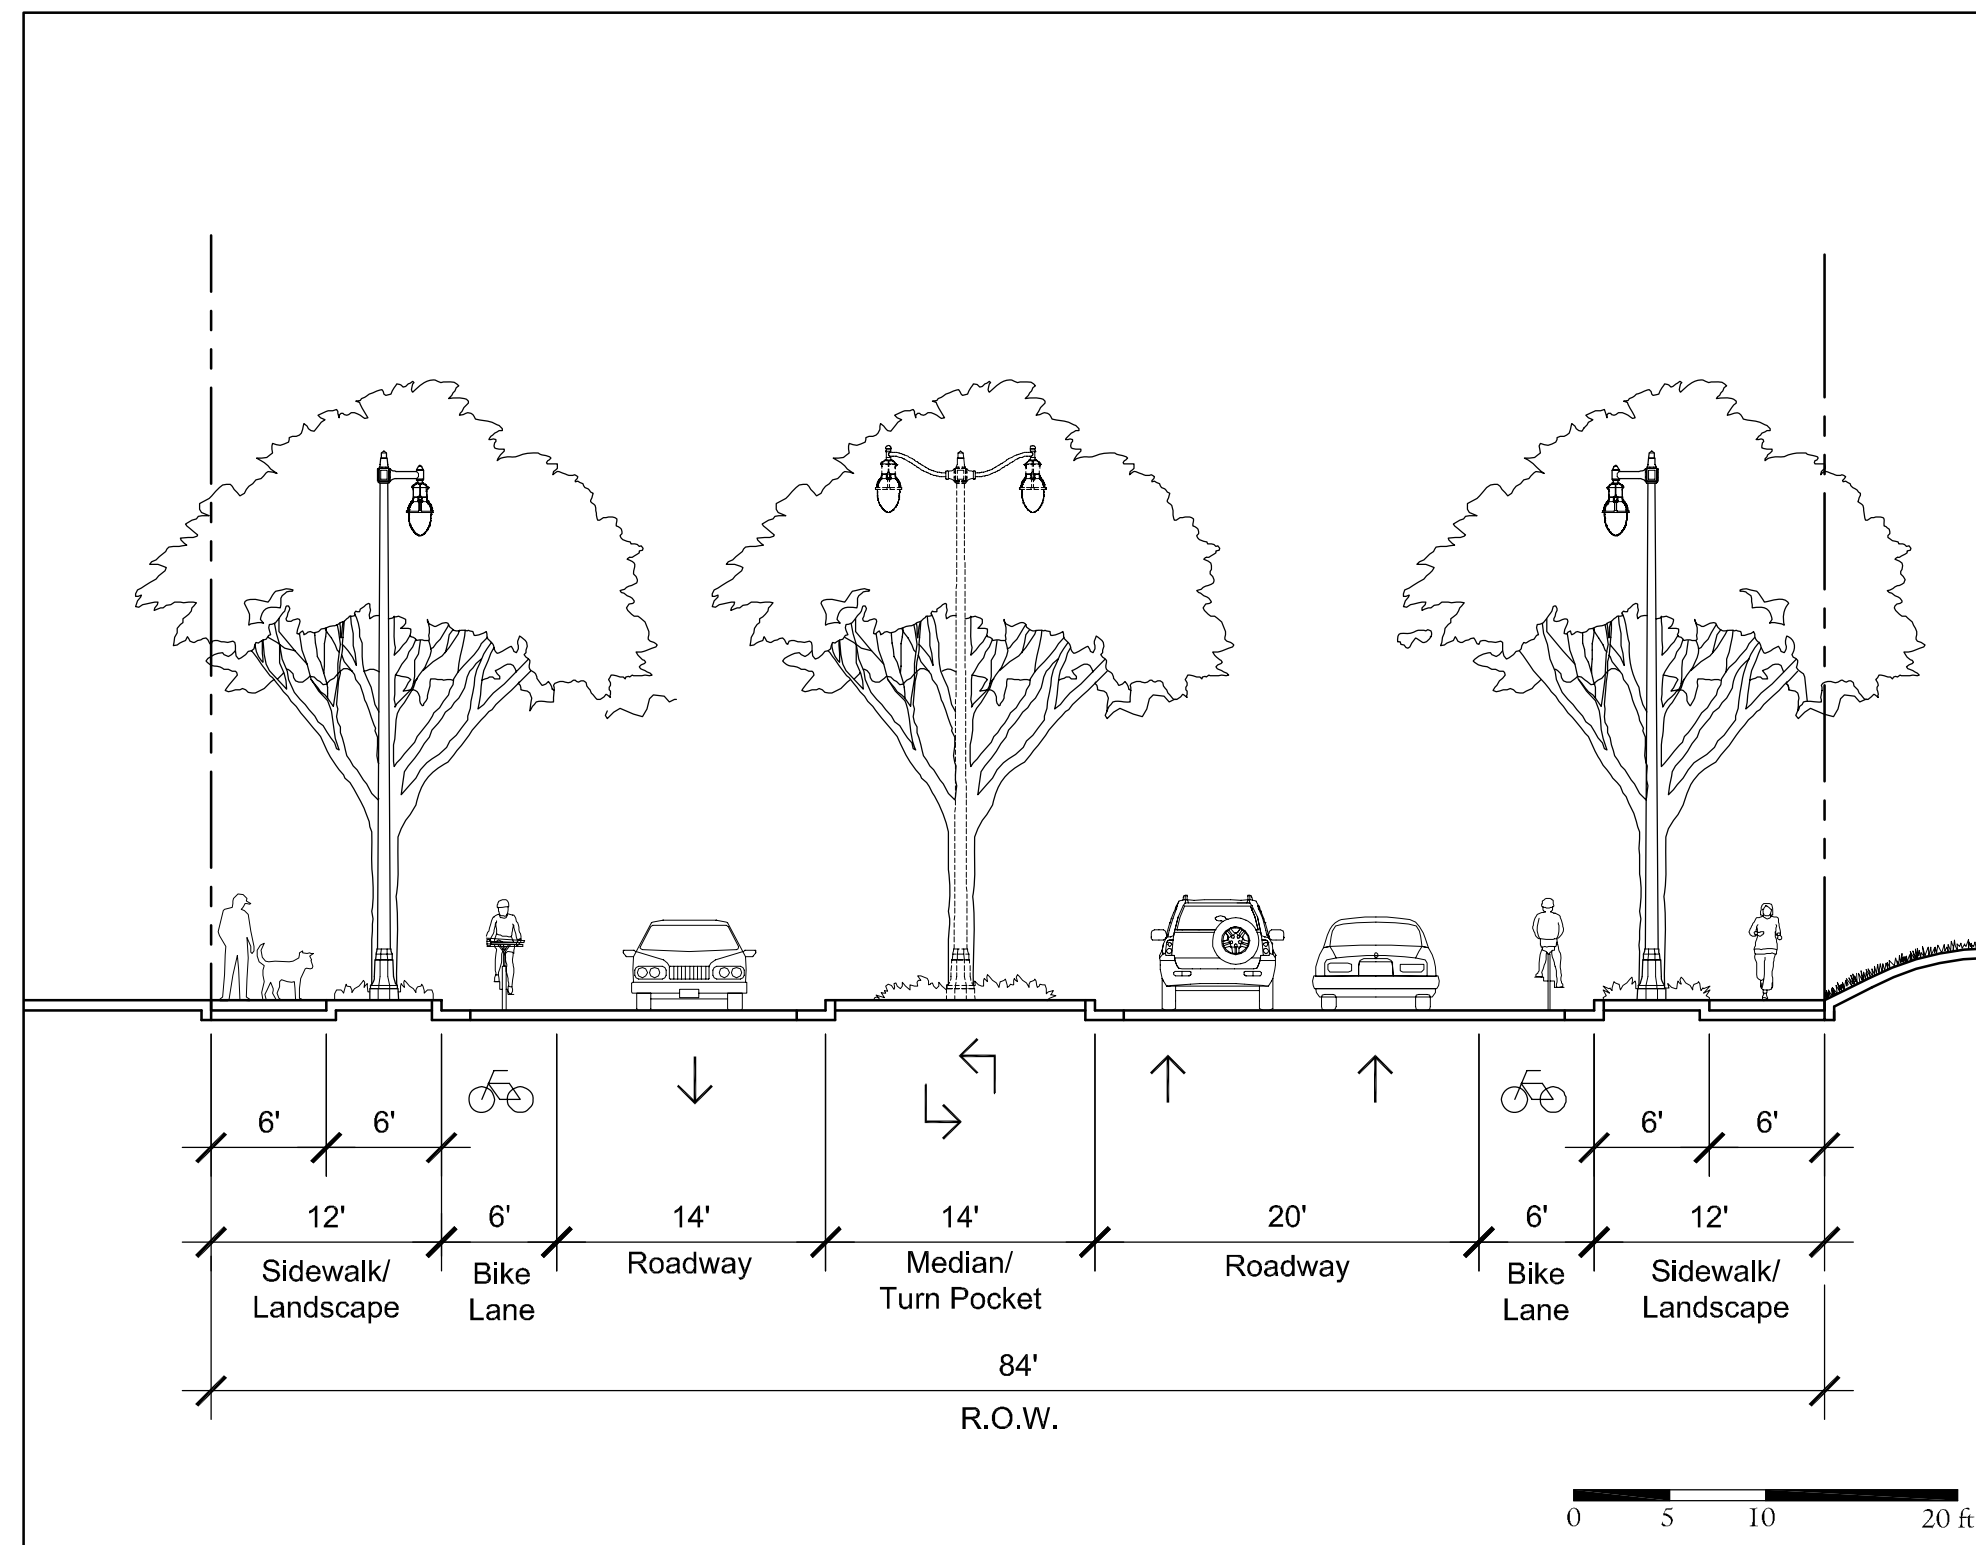 6' 6' 6' 6'
12' 6' 14' 14' 20' 6' 12'
Sidewalk/ Bike Roadway Median/ Roadway Bike Sidewalk/
Landscape Lane Turn Pocket Lane Landscape
84'
R.O.W.
0 5 10 20 ft